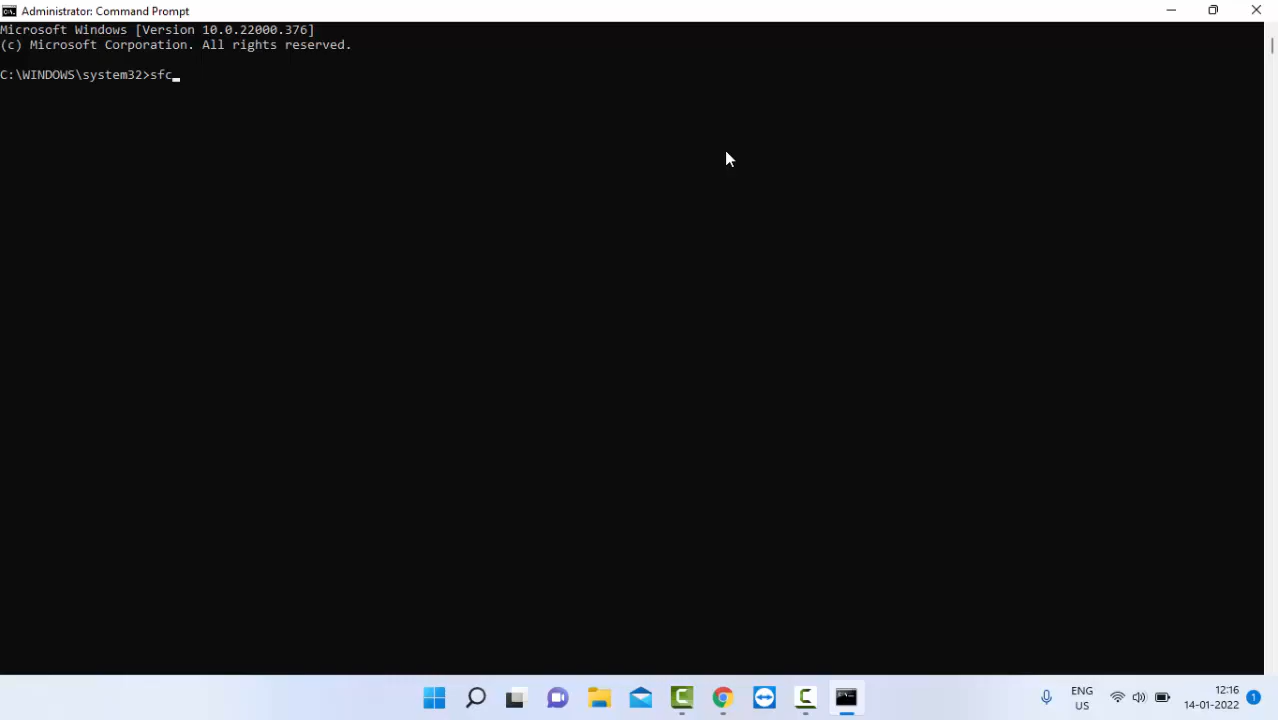 Administrator: Command Prompt
Microsoft Windows [Version 10.0.22000.376]
(c) Microsoft Corporation. All rights reserved.
C:\WINDOWS\system32>sfc_
ENG
US
12:16
14-01-2022
1